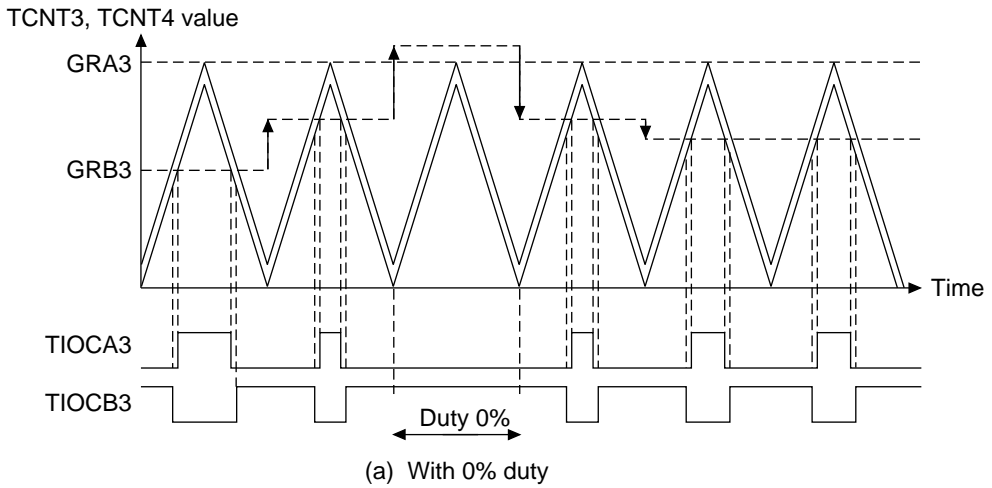 TCNT3, TCNT4 value
GRA3
GRB3
Time
TIOCA3
TIOCB3
Duty 0%
(a) With 0% duty